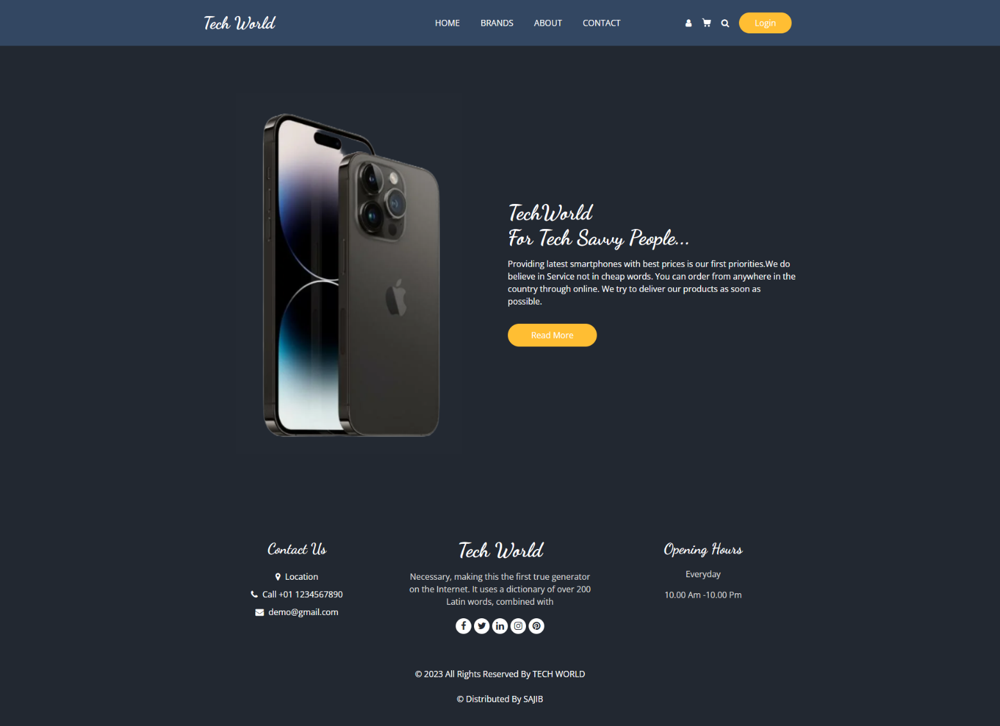 Tech World
HOME BRANDS ABOUT CONTACT Login
TechWorld
For Tech Savvy People...
Providing latest smartphones with best prices is our first priorities.We do
believe in Service not in cheap words. You can order from anywhere in the
country through online. We try to deliver our products as soon as
possible.
Read More
Contact Us
Location
Call +01 1234567890
demo@gmail.com
Tech World
Necessary, making this the first true generator
on the Internet. It uses a dictionary of over 200
Latin words, combined with
Opening Hours
Everyday
10.00 Am -10.00 Pm
© 2023 All Rights Reserved By TECH WORLD
© Distributed By SAJIB